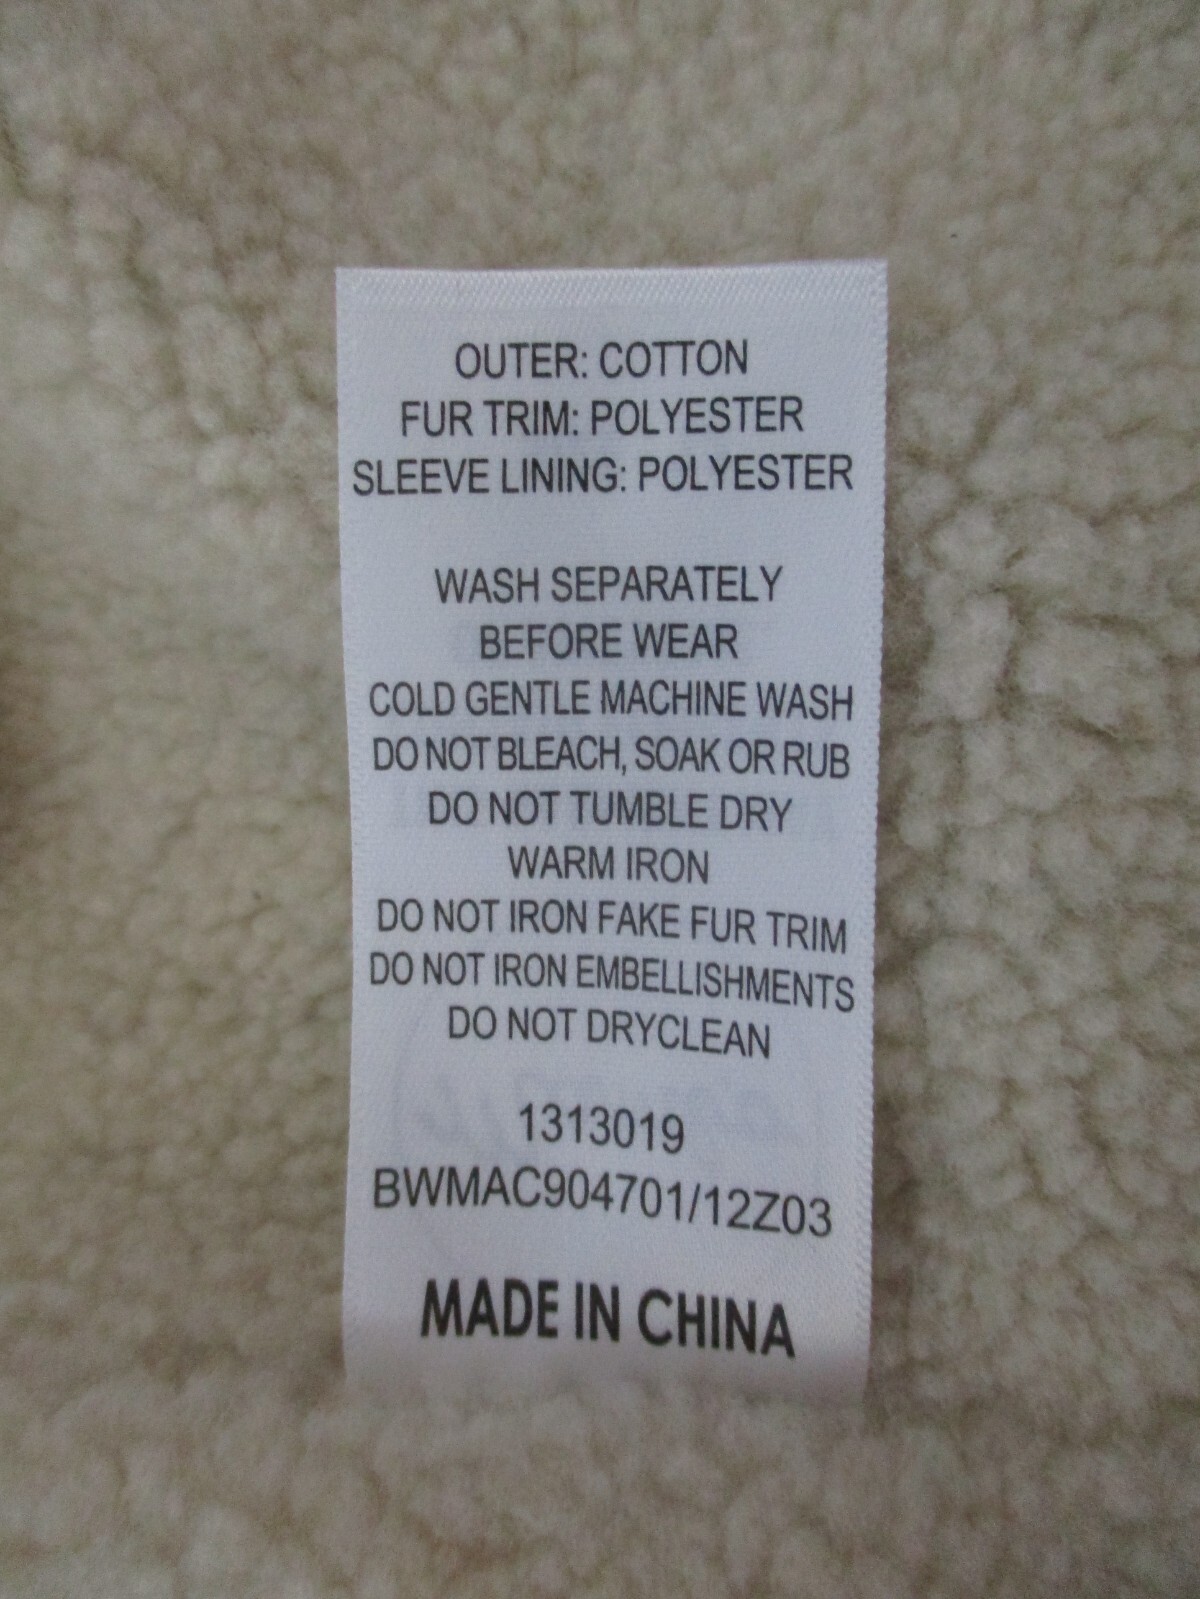 OUTER: COTTON
FUR TRIM: POLYESTER
SLEEVE LINING: POLYESTER
WASH SEPARATELY
BEFORE WEAR
COLD GENTLE MACHINE WASH
DO NOT BLEACH, SOAK OR RUB
DO NOT TUMBLE DRY
WARM IRON
DO NOT IRON FAKE FUR TRIM
DO NOT IRON EMBELLISHMENTS
DO NOT DRYCLEAN
1313019
BWMAC904701/12Z03
MADE IN CHINA